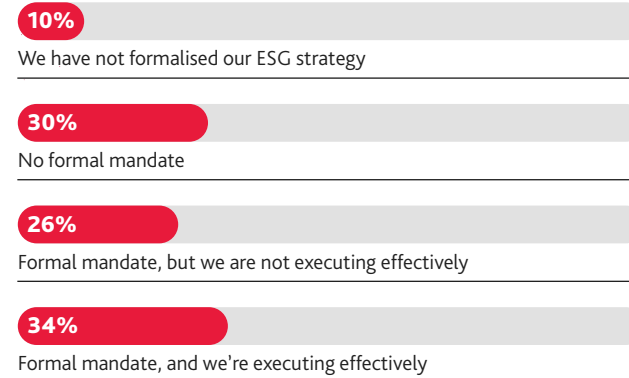 10%
We have not formalised our ESG strategy
30%
No formal mandate
26%
Formal mandate, but we are not executing effectively
34%
Formal mandate, and we’re executing effectively